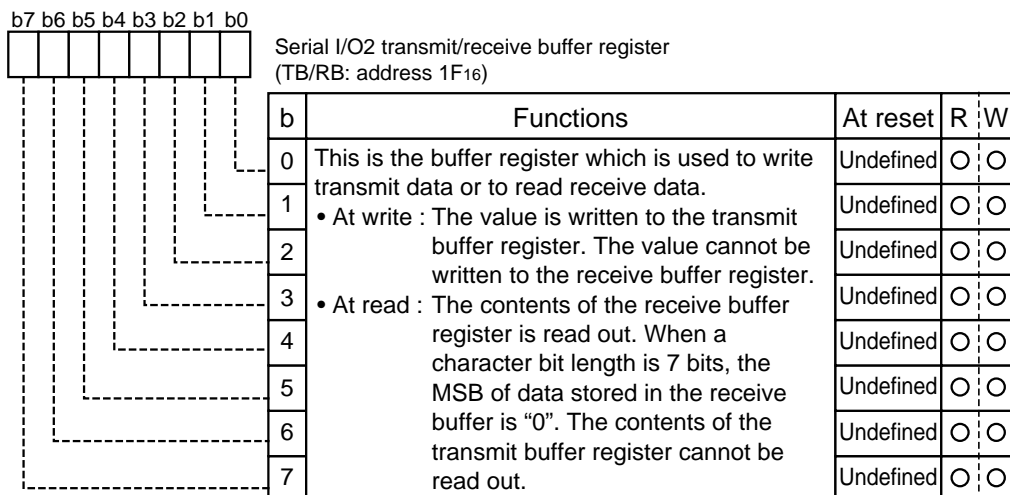 b7 b6 b5 b4 b3 b2 b1 b0
Serial I/O2 transmit/receive buffer register
(TB/RB: address 1F16)
b Functions At reset R W
0 This is the buffer register which is used to write Undefined ○ ○
transmit data or to read receive data.
1 • At write : The value is written to the transmit Undefined ○ ○
2 buffer register. The value cannot be Undefined ○ ○
written to the receive buffer register.
3 • At read : The contents of the receive buffer Undefined ○ ○
4 register is read out. When a Undefined ○ ○
character bit length is 7 bits, the
5 MSB of data stored in the receive Undefined ○ ○
6 buffer is “0”. The contents of the Undefined ○ ○
transmit buffer register cannot be
7 read out. Undefined ○ ○